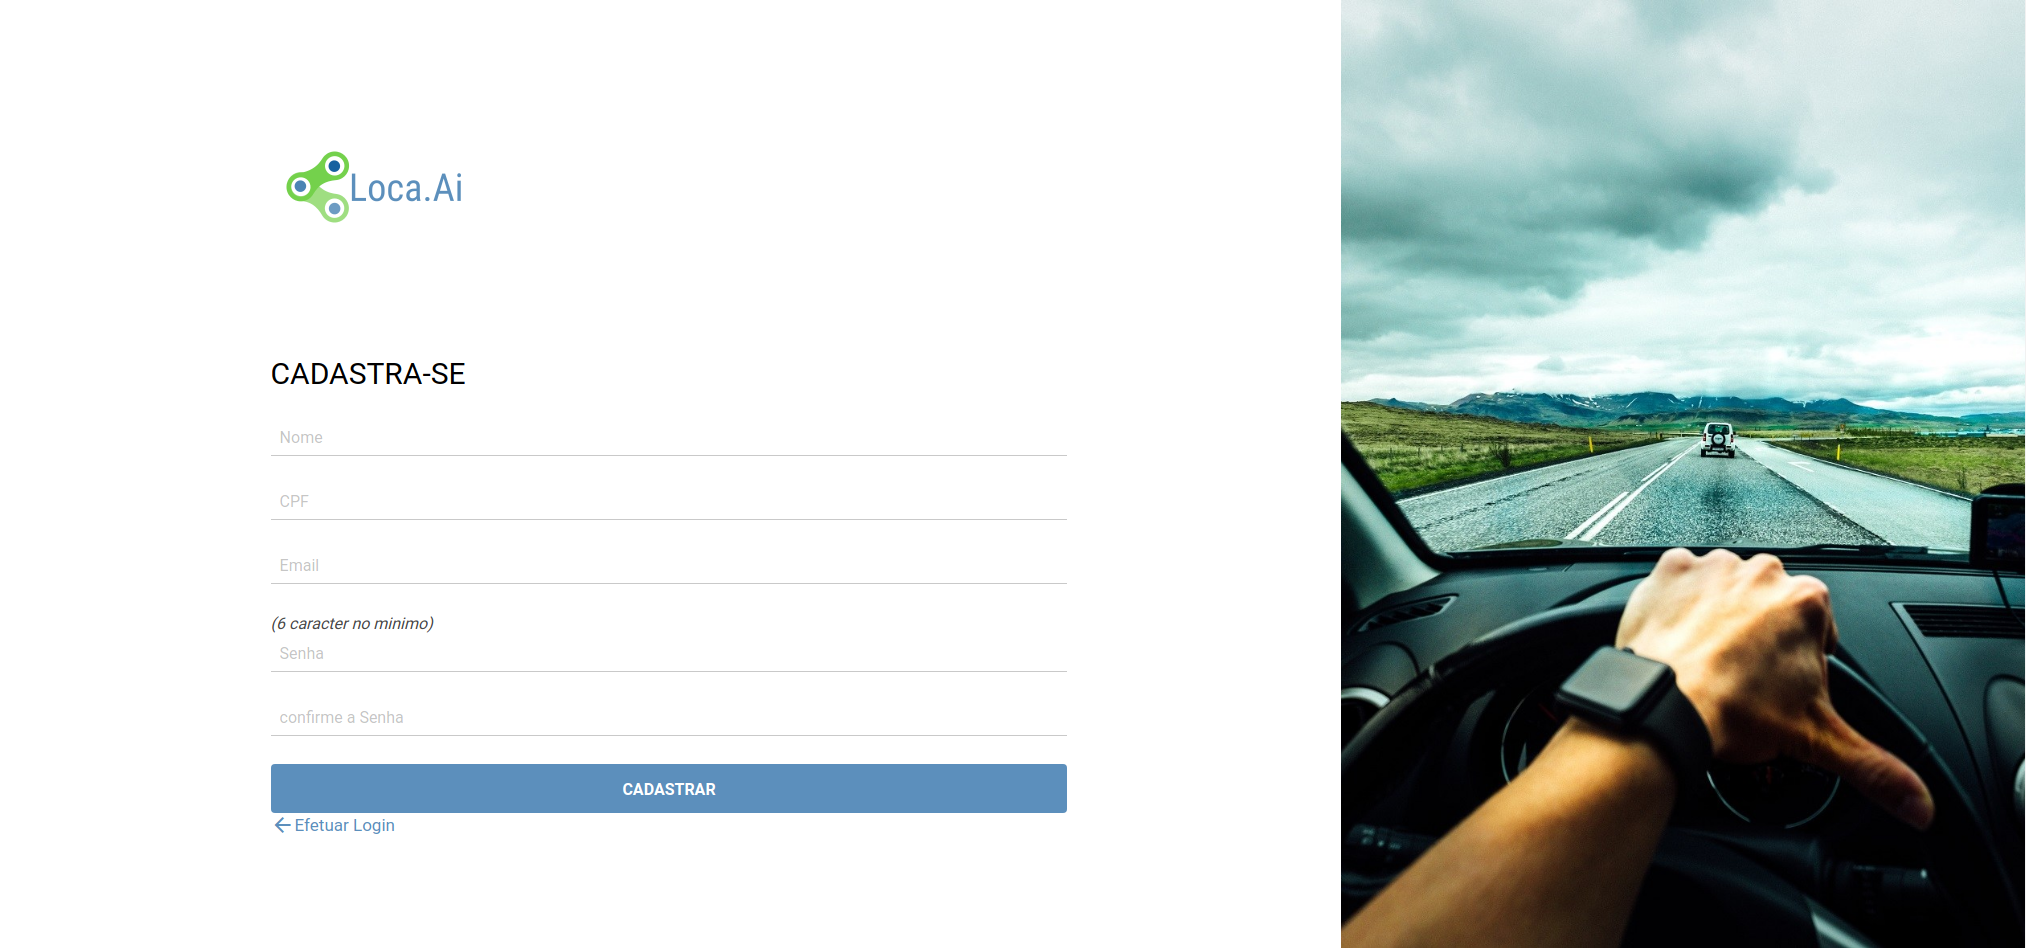 Loca.Ai
CADASTRA-SE
Nome
CPF
Email
(6 caracter no minimo)
Senha
confirme a Senha
CADASTRAR
Efetuar Login